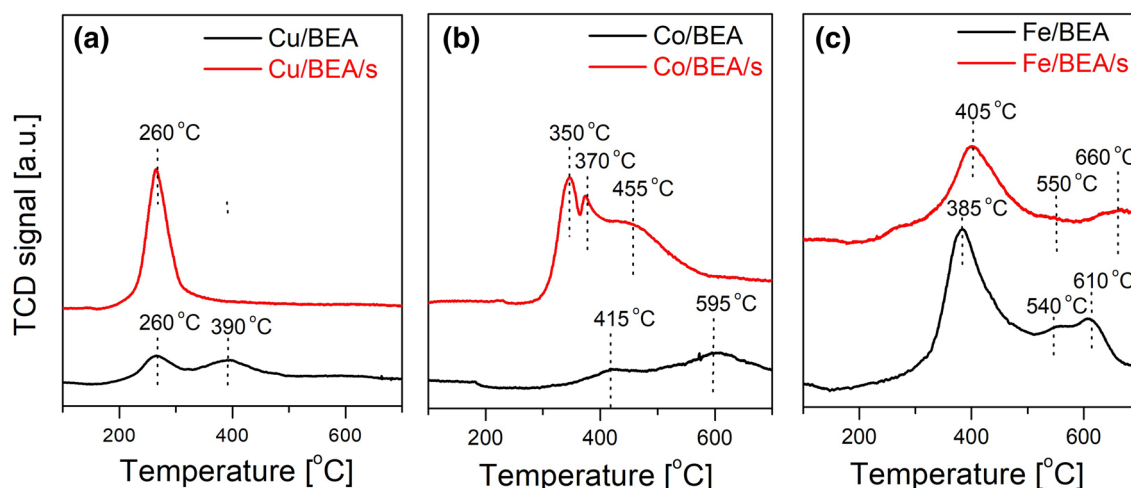 (a)
Cu/BEA
Cu/BEA/s
260 °C
260 °C
390 °C
200
400
600
Temperature [°C]
TCD signal [a.u.]
(b)
Co/BEA
Co/BEA/s
350 °C
370 °C
455 °C
415 °C
595 °C
200
400
600
Temperature [°C]
(c)
Fe/BEA
Fe/BEA/s
405 °C
550 °C
660 °C
385 °C
540 °C
610 °C
200
400
600
Temperature [°C]